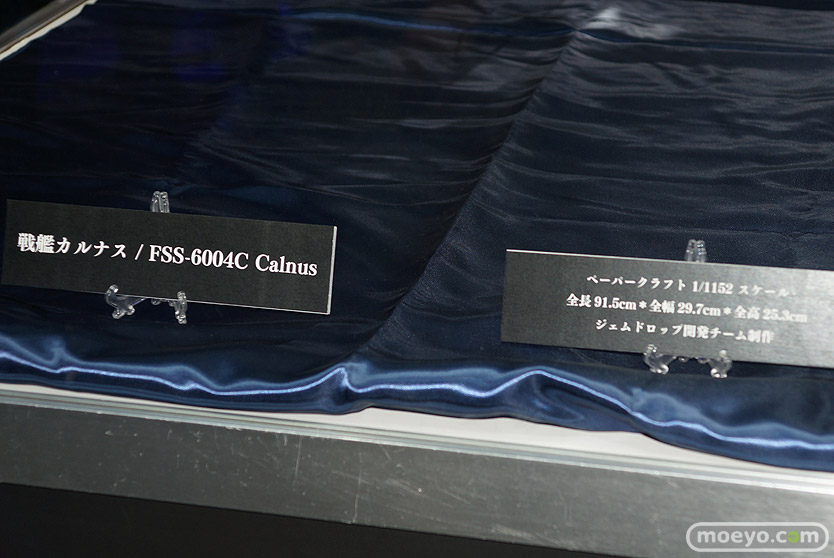 戦艦カルナス / FSS-6004C Calnus
ペーパークラフト 1/1152 スケール
全長 91.5cm * 全幅 29.7cm * 全高 25.3cm
ジェムドロップ開発チーム制作
moeyo.com